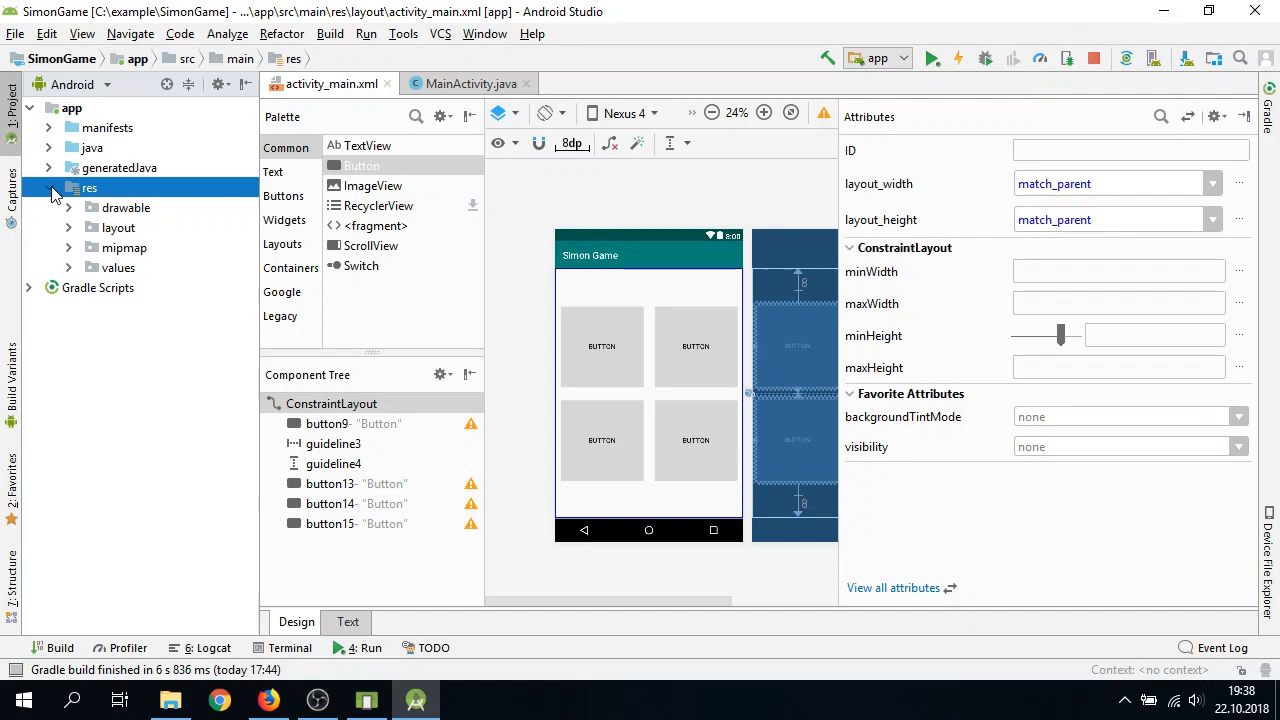 SimonGame [C:\example\SimonGame] - ...\app\src\main\res\layout\activity_main.xml [app] - Android Studio
File Edit View Navigate Code Analyze Refactor Build Run Tools VCS Window Help
SimonGame app src main res app
1: Project
Captures
Build Variants
2: Favorites
7: Structure
Android
app
manifests
java
generatedJava
res
drawable
layout
mipmap
values
Gradle Scripts
activity_main.xml MainActivity.java
Palette
Common
Text
Buttons
Widgets
Layouts
Containers
Google
Legacy
TextView
Button
ImageView
RecyclerView
<fragment>
ScrollView
Switch
Component Tree
ConstraintLayout
button9- "Button"
guideline3
guideline4
button13- "Button"
button14- "Button"
button15- "Button"
Nexus 4 » 24%
8dp
8:00
Simon Game
BUTTON BUTTON
BUTTON BUTTON
8
BUTTON
BUTTON
8
Design Text
Attributes
ID
layout_width match_parent
layout_height match_parent
ConstraintLayout
minWidth
maxWidth
minHeight
maxHeight
Favorite Attributes
backgroundTintMode none
visibility none
View all attributes
Gradle
Device File Explorer
Build Profiler 6: Logcat Terminal 4: Run TODO Event Log
Gradle build finished in 6 s 836 ms (today 17:44) Context: <no context>
19:38
22.10.2018